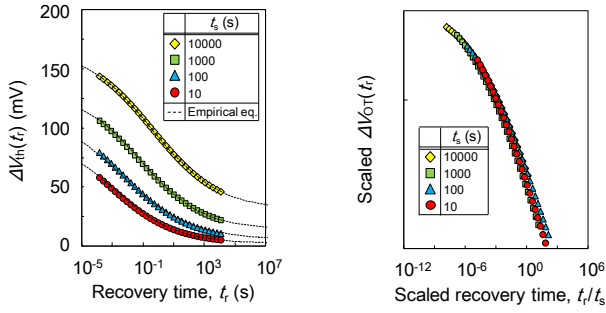 200
150
100
50
0
ΔVth(tr) (mV)
ts (s)
10000
1000
100
10
Empirical eq.
10⁻⁵ 10⁻¹ 10³ 10⁷
Recovery time, tr (s)
Scaled ΔVOT(tr)
ts (s)
10000
1000
100
10
10⁻¹² 10⁻⁶ 10⁰ 10⁶
Scaled recovery time, tr/ts